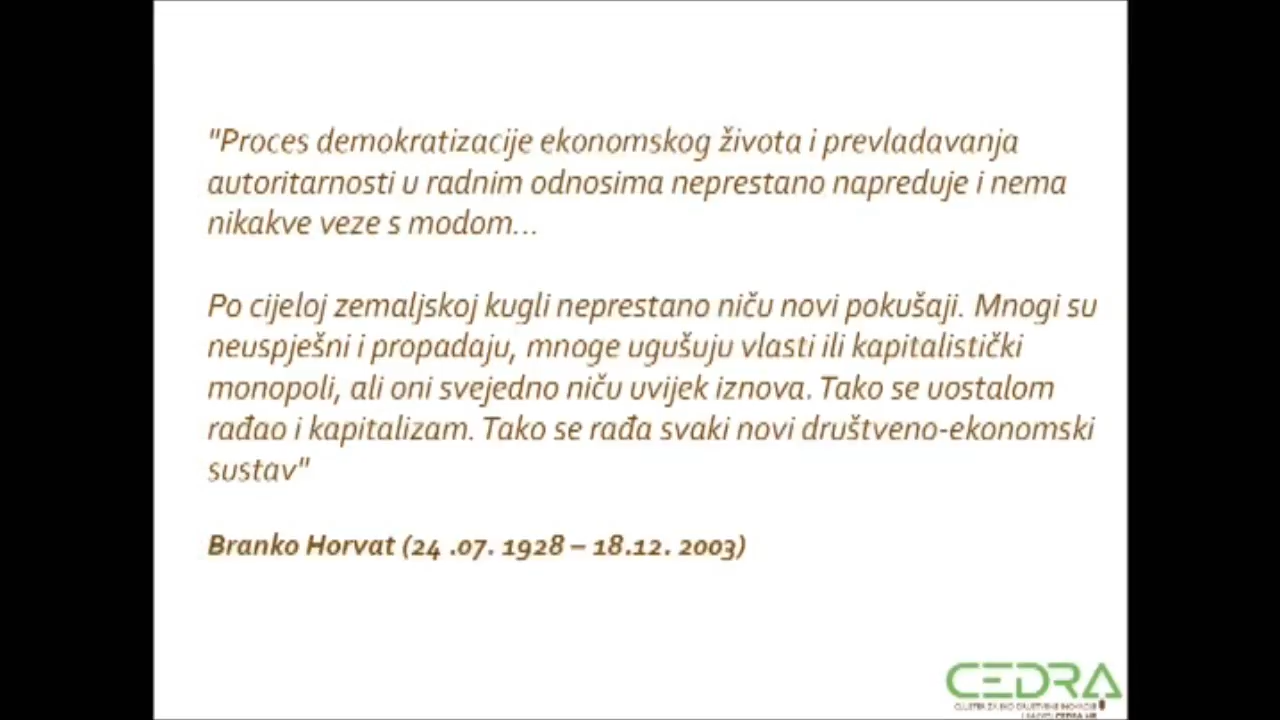 "Proces demokratizacije ekonomskog života i prevladavanja
autoritarnosti u radnim odnosima neprestano napreduje i nema
nikakve veze s modom...
Po cijeloj zemaljskoj kugli neprestano niču novi pokušaji. Mnogi su
neuspješni i propadaju, mnoge ugušuju vlasti ili kapitalistički
monopoli, ali oni svejedno niču uvijek iznova. Tako se uostalom
rađao i kapitalizam. Tako se rađa svaki novi društveno-ekonomski
sustav"
Branko Horvat (24 .07. 1928 – 18.12. 2003)
CEDRA
CEDRA HR